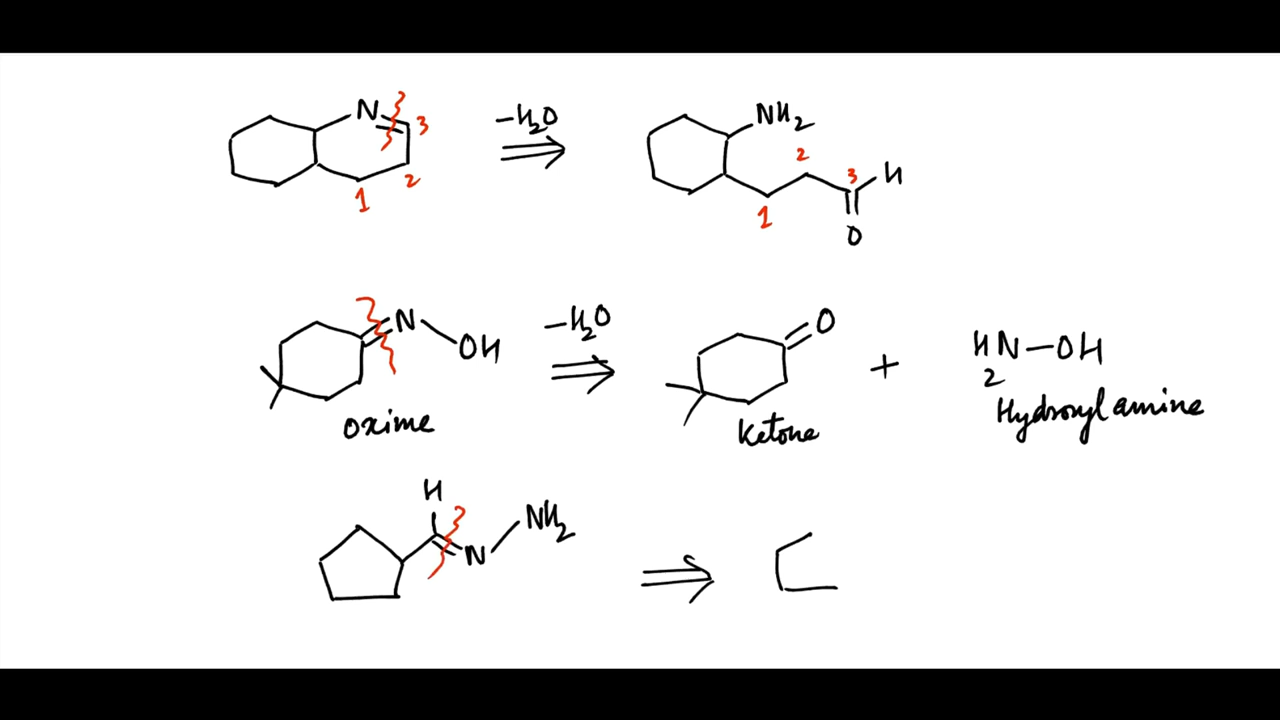 N 3 2 1 -H2O NH2 2 3 H 1 O
N OH -H2O O + H2N-OH
oxime Ketone Hydroxylamine
H N NH2